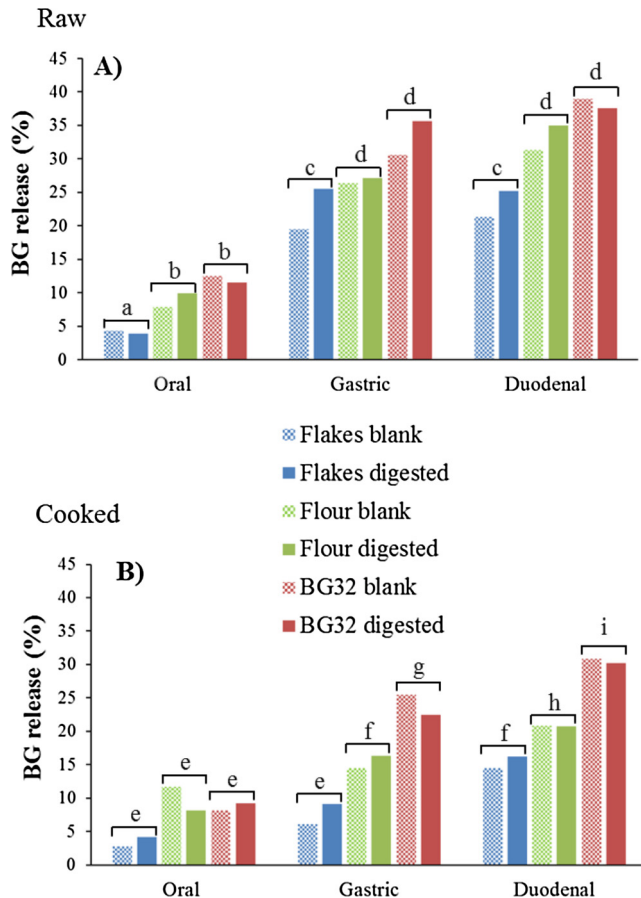 Raw
A)
BG release (%)
45
40
35
30
25
20
15
10
5
0
a
b
b
c
d
d
c
d
d
Oral Gastric Duodenal
Flakes blank
Flakes digested
Flour blank
Flour digested
BG32 blank
BG32 digested
Cooked
B)
BG release (%)
45
40
35
30
25
20
15
10
5
0
e
e
e
e
f
g
f
h
i
Oral Gastric Duodenal